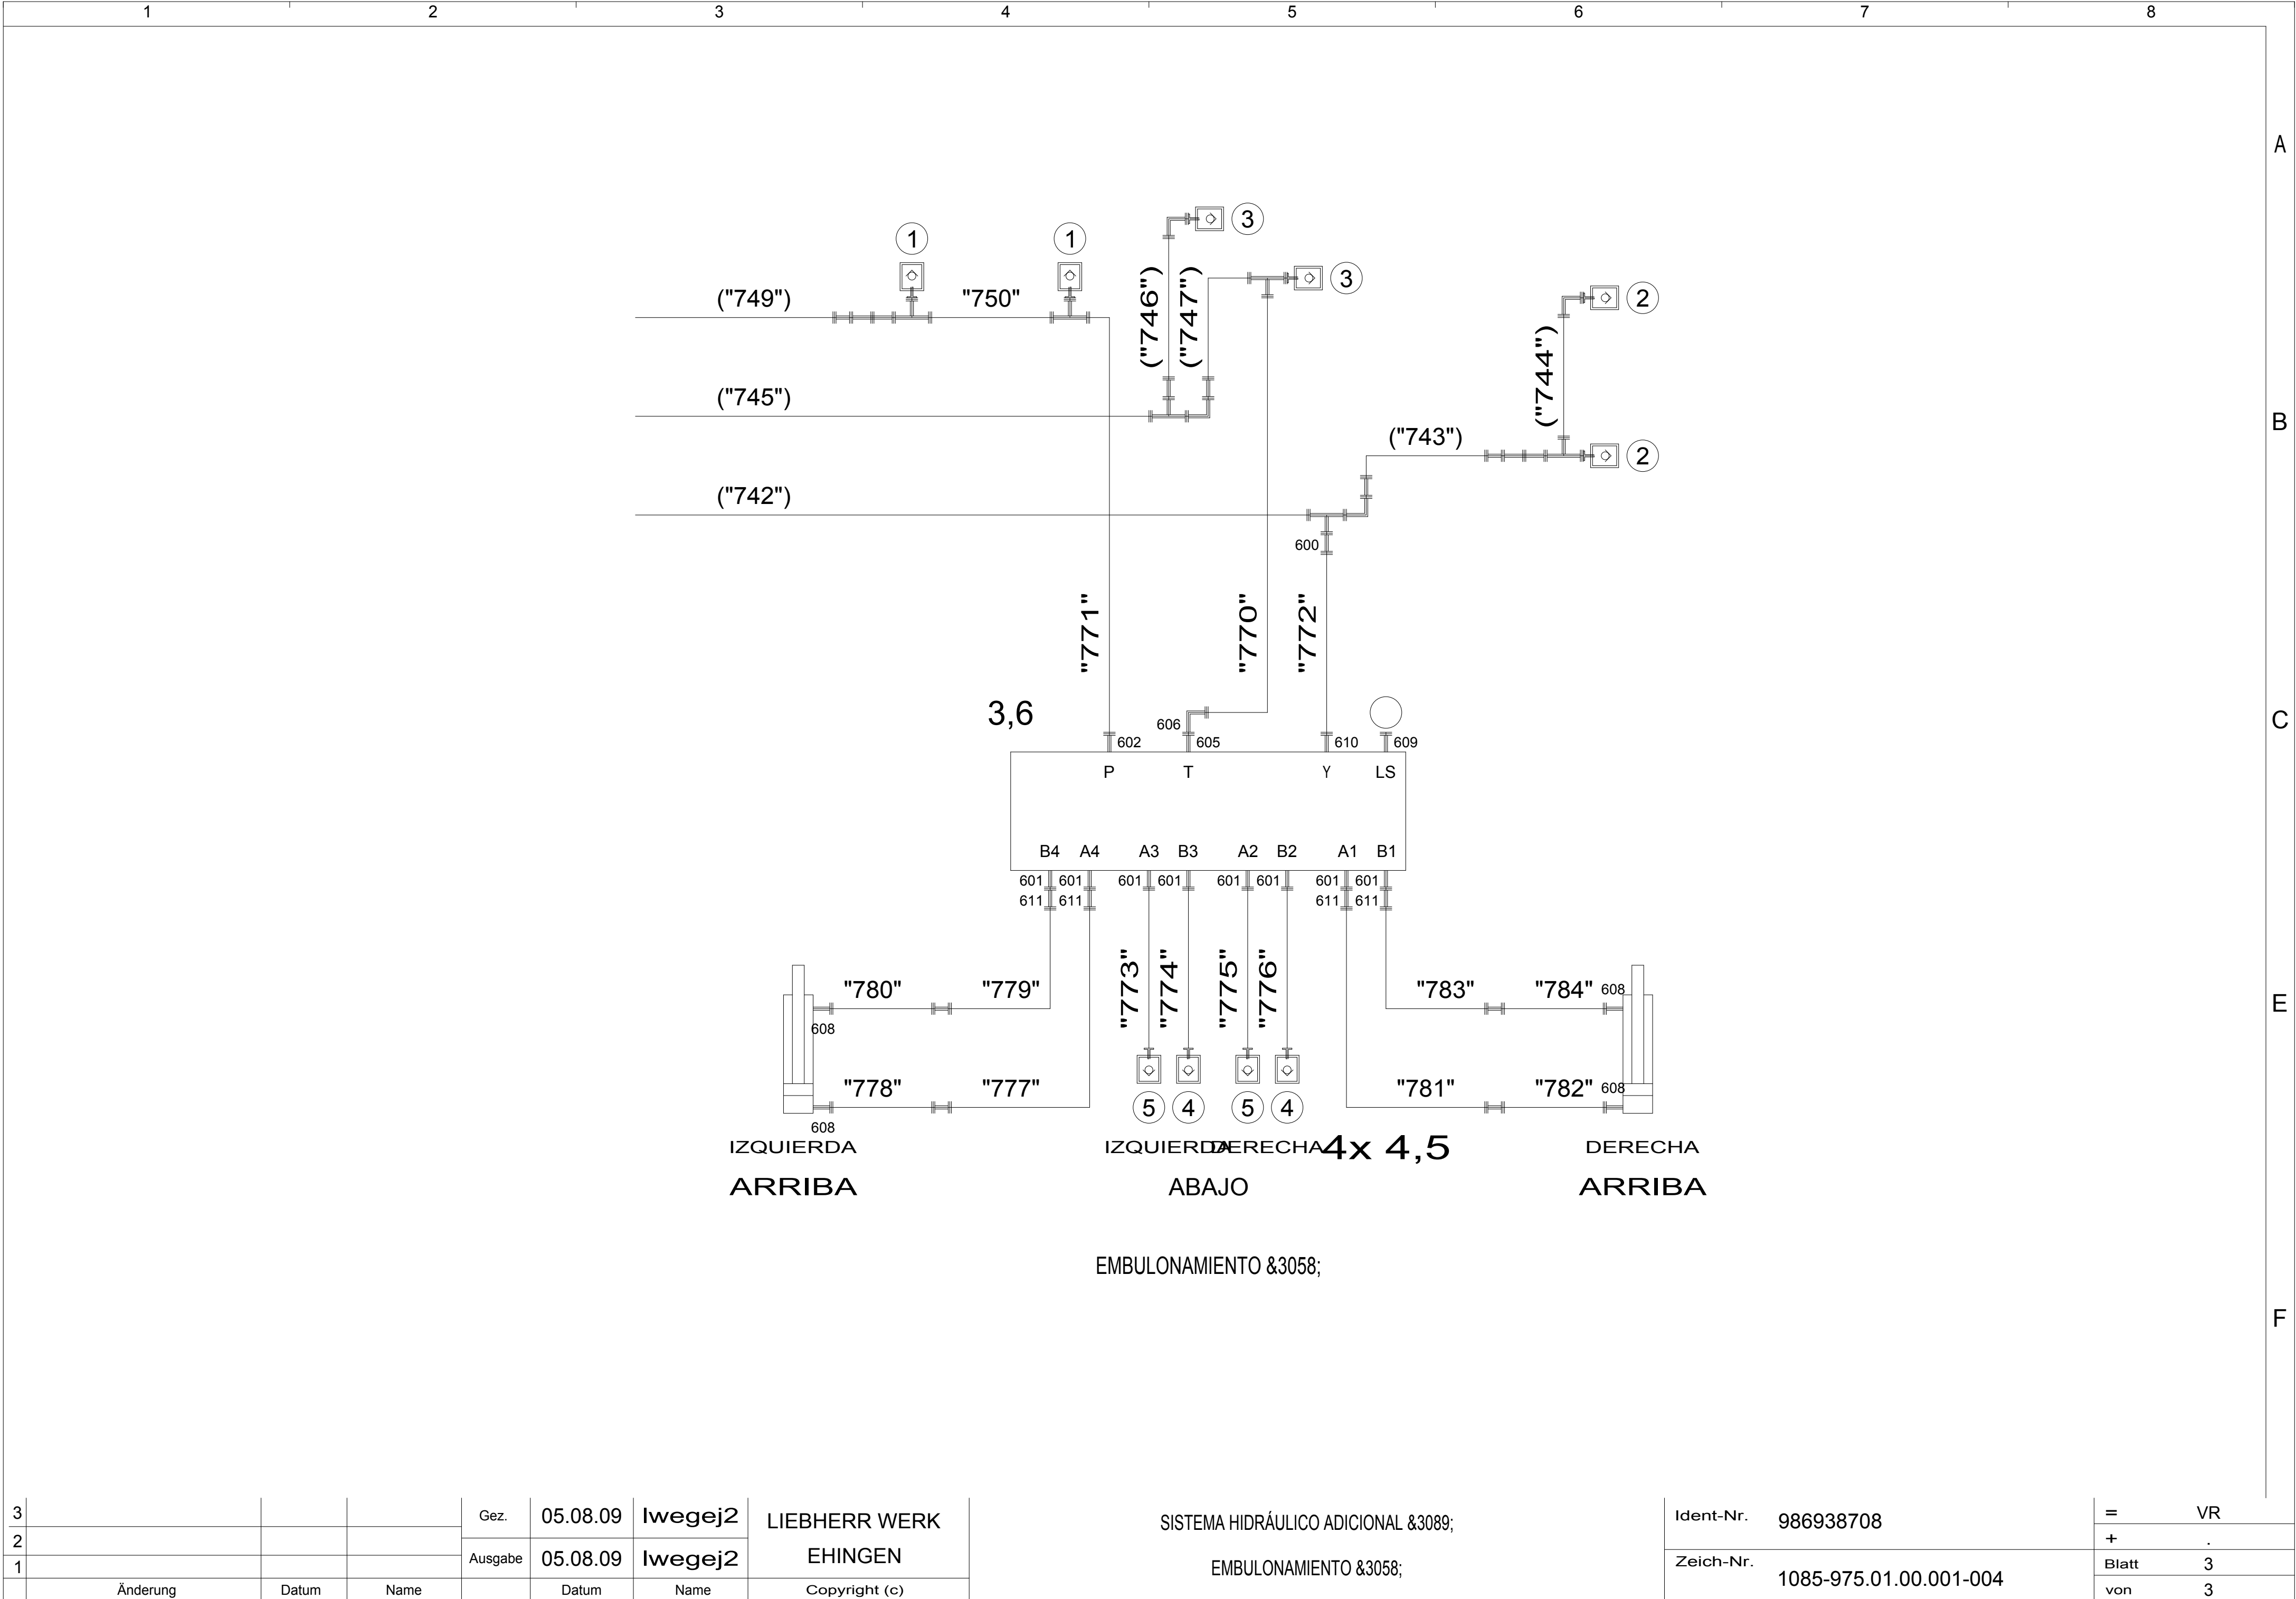 1 2 3 4 5 6 7 8
A
3
1 1
3
("749") "750"
("746")
("747")
2
("744")
("745")
B
("743")
2
("742")
600
"771"
"770"
"772"
3,6
C
606
602 605 610 609
P T Y LS
B4 A4 A3 B3 A2 B2 A1 B1
601 601 601 601 601 601 601 601
611 611 611 611
"773"
"774"
"775"
"776"
"780" "779" "783" "784" 608
E
608
"778" "777" "781" "782" 608
5 4 5 4
608
IZQUIERDA IZQUIERDA DERECHA 4x 4,5 DERECHA
ARRIBA ABAJO ARRIBA
EMBULONAMIENTO &3058;
F
3 Gez. 05.08.09 lwegej2 LIEBHERR WERK SISTEMA HIDRÁULICO ADICIONAL &3089; Ident-Nr. 986938708 = VR
2 + .
1 Ausgabe 05.08.09 lwegej2 EHINGEN EMBULONAMIENTO &3058; Zeich-Nr. 1085-975.01.00.001-004 Blatt 3
Änderung Datum Name Datum Name Copyright (c) von 3